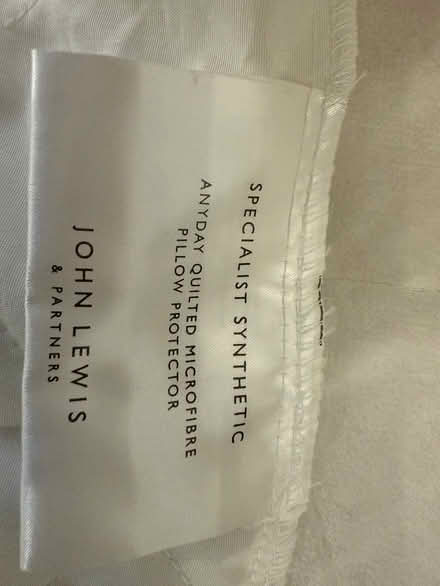 SPECIALIST SYNTHETIC
ANYDAY QUILTED MICROFIBRE
PILLOW PROTECTOR
JOHN LEWIS
& PARTNERS